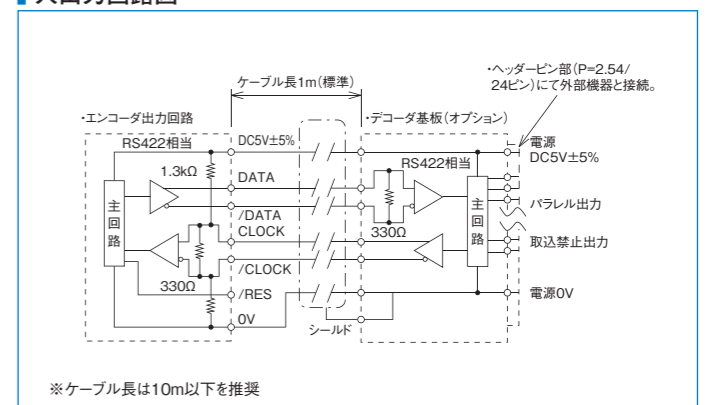 ケーブル長1m（標準）
・ヘッダーピン部（P=2.54/
24ピン）にて外部機器と接続。
・エンコーダ出力回路
・デコーダ基板（オプション）
RS422相当
DC5V±5%
1.3kΩ
DATA
/DATA
CLOCK
/CLOCK
/RES
0V
330Ω
主回路
シールド
RS422相当
330Ω
主回路
電源
DC5V±5%
パラレル出力
取込禁止出力
電源0V
※ケーブル長は10m以下を推奨